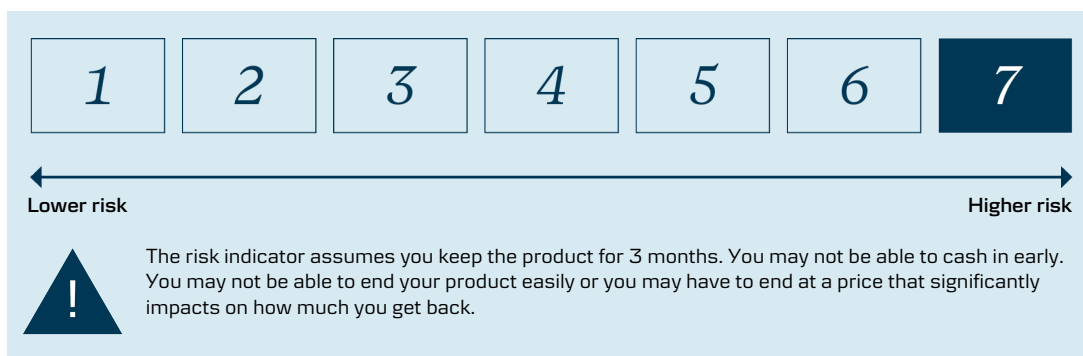 1 2 3 4 5 6 7
Lower risk Higher risk
The risk indicator assumes you keep the product for 3 months. You may not be able to cash in early.
You may not be able to end your product easily or you may have to end at a price that significantly
impacts on how much you get back.
!